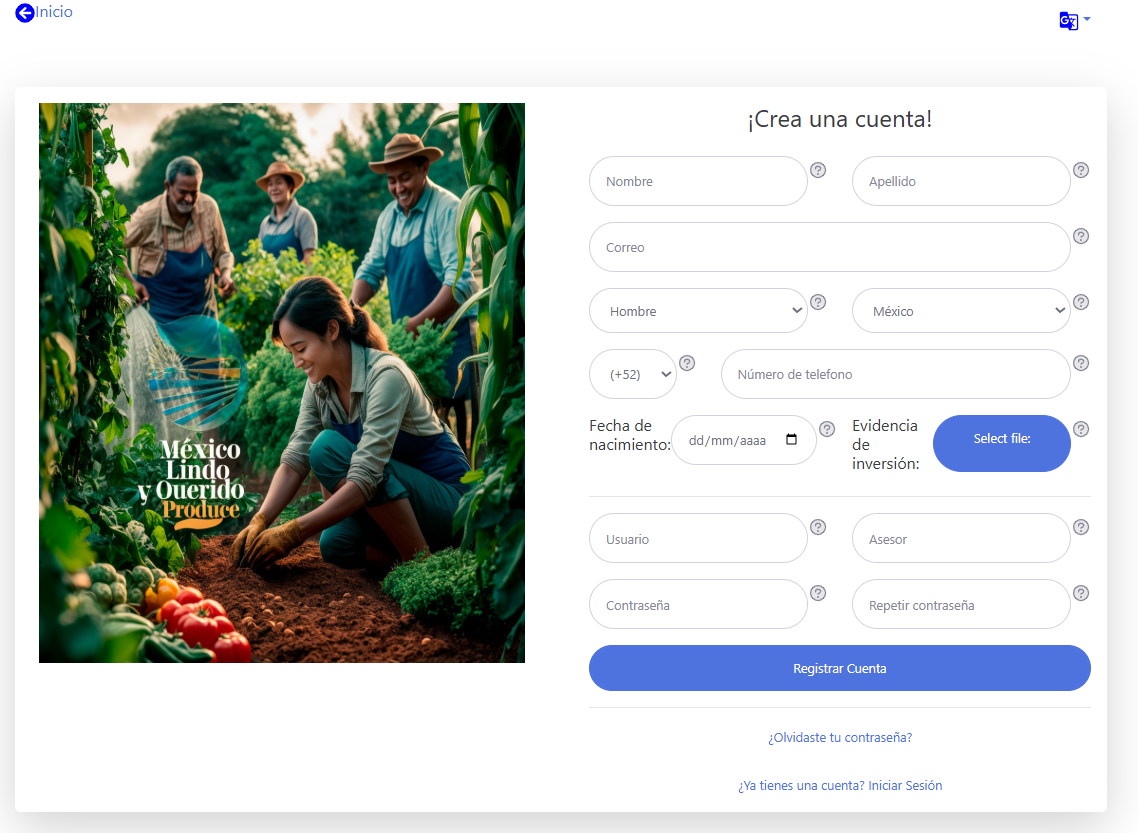 Inicio
¡Crea una cuenta!
Nombre
Apellido
Correo
Hombre
México
(+52)
Número de telefono
Fecha de
nacimiento:
dd/mm/aaaa
Evidencia
de
inversión:
Select file:
México
Lindo
y Querido
Produce
Usuario
Asesor
Contraseña
Repetir contraseña
Registrar Cuenta
¿Olvidaste tu contraseña?
¿Ya tienes una cuenta? Iniciar Sesión